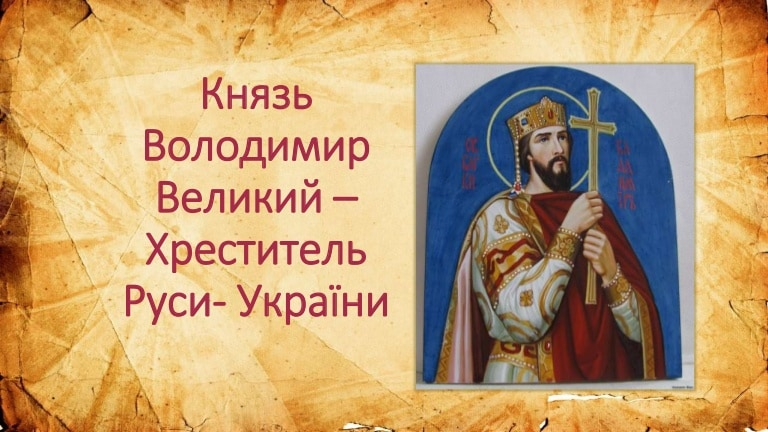 Князь
Володимир
Великий –
Хреститель
Руси- України